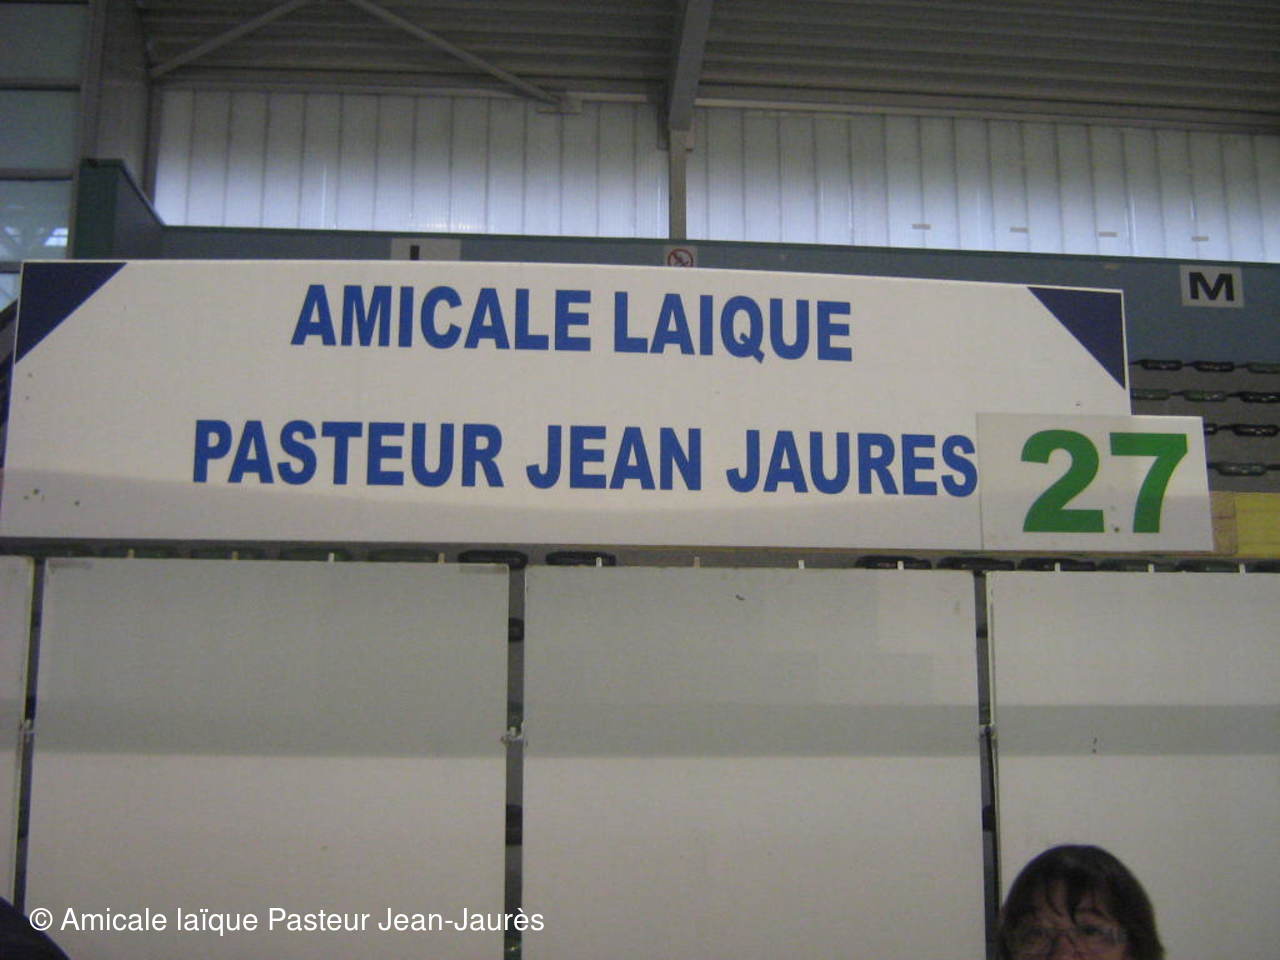 L
M
AMICALE LAIQUE
PASTEUR JEAN JAURES
27
© Amicale laïque Pasteur Jean-Jaurès